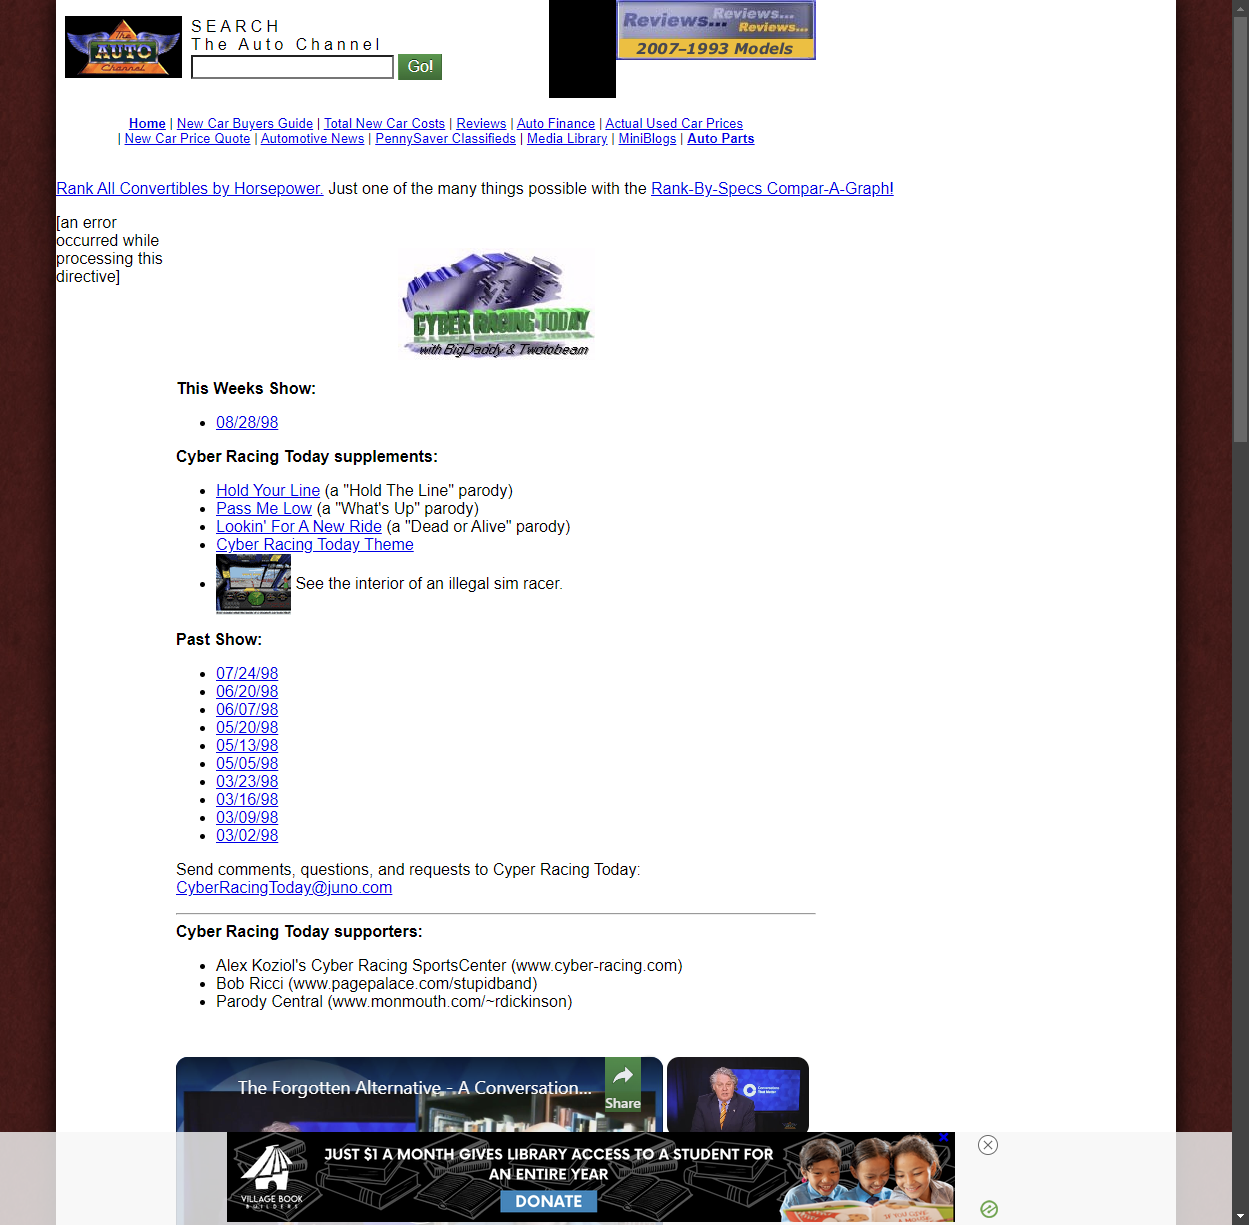 The
AUTO
Channel
SEARCH
The Auto Channel
Go!
Reviews... Reviews... Reviews...
2007–1993 Models
Home | New Car Buyers Guide | Total New Car Costs | Reviews | Auto Finance | Actual Used Car Prices
| New Car Price Quote | Automotive News | PennySaver Classifieds | Media Library | MiniBlogs | Auto Parts
Rank All Convertibles by Horsepower. Just one of the many things possible with the Rank-By-Specs Compar-A-Graph!
[an error
occurred while
processing this
directive]
CYBER RACING TODAY
with BigDaddy & Twotobeam
This Weeks Show:
08/28/98
Cyber Racing Today supplements:
Hold Your Line (a "Hold The Line" parody)
Pass Me Low (a "What's Up" parody)
Lookin' For A New Ride (a "Dead or Alive" parody)
Cyber Racing Today Theme
See the interior of an illegal sim racer.
Past Show:
07/24/98
06/20/98
06/07/98
05/20/98
05/13/98
05/05/98
03/23/98
03/16/98
03/09/98
03/02/98
Send comments, questions, and requests to Cyper Racing Today:
CyberRacingToday@juno.com
Cyber Racing Today supporters:
Alex Koziol's Cyber Racing SportsCenter (www.cyber-racing.com)
Bob Ricci (www.pagepalace.com/stupidband)
Parody Central (www.monmouth.com/~rdickinson)
The Forgotten Alternative - A Conversation...
Share
JUST $1 A MONTH GIVES LIBRARY ACCESS TO A STUDENT FOR
AN ENTIRE YEAR
VILLAGE BOOK
BUILDERS
DONATE
IF YOU GIVE